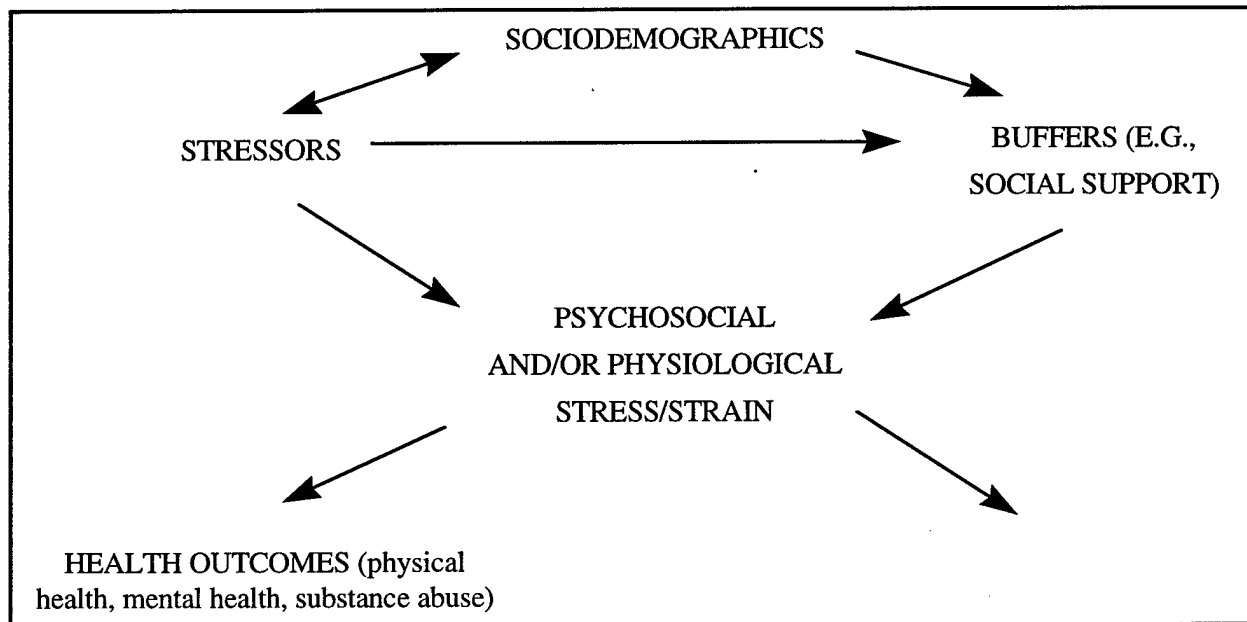 SOCIODEMOGRAPHICS
STRESSORS
BUFFERS (E.G.,
SOCIAL SUPPORT)
PSYCHOSOCIAL
AND/OR PHYSIOLOGICAL
STRESS/STRAIN
HEALTH OUTCOMES (physical
health, mental health, substance abuse)